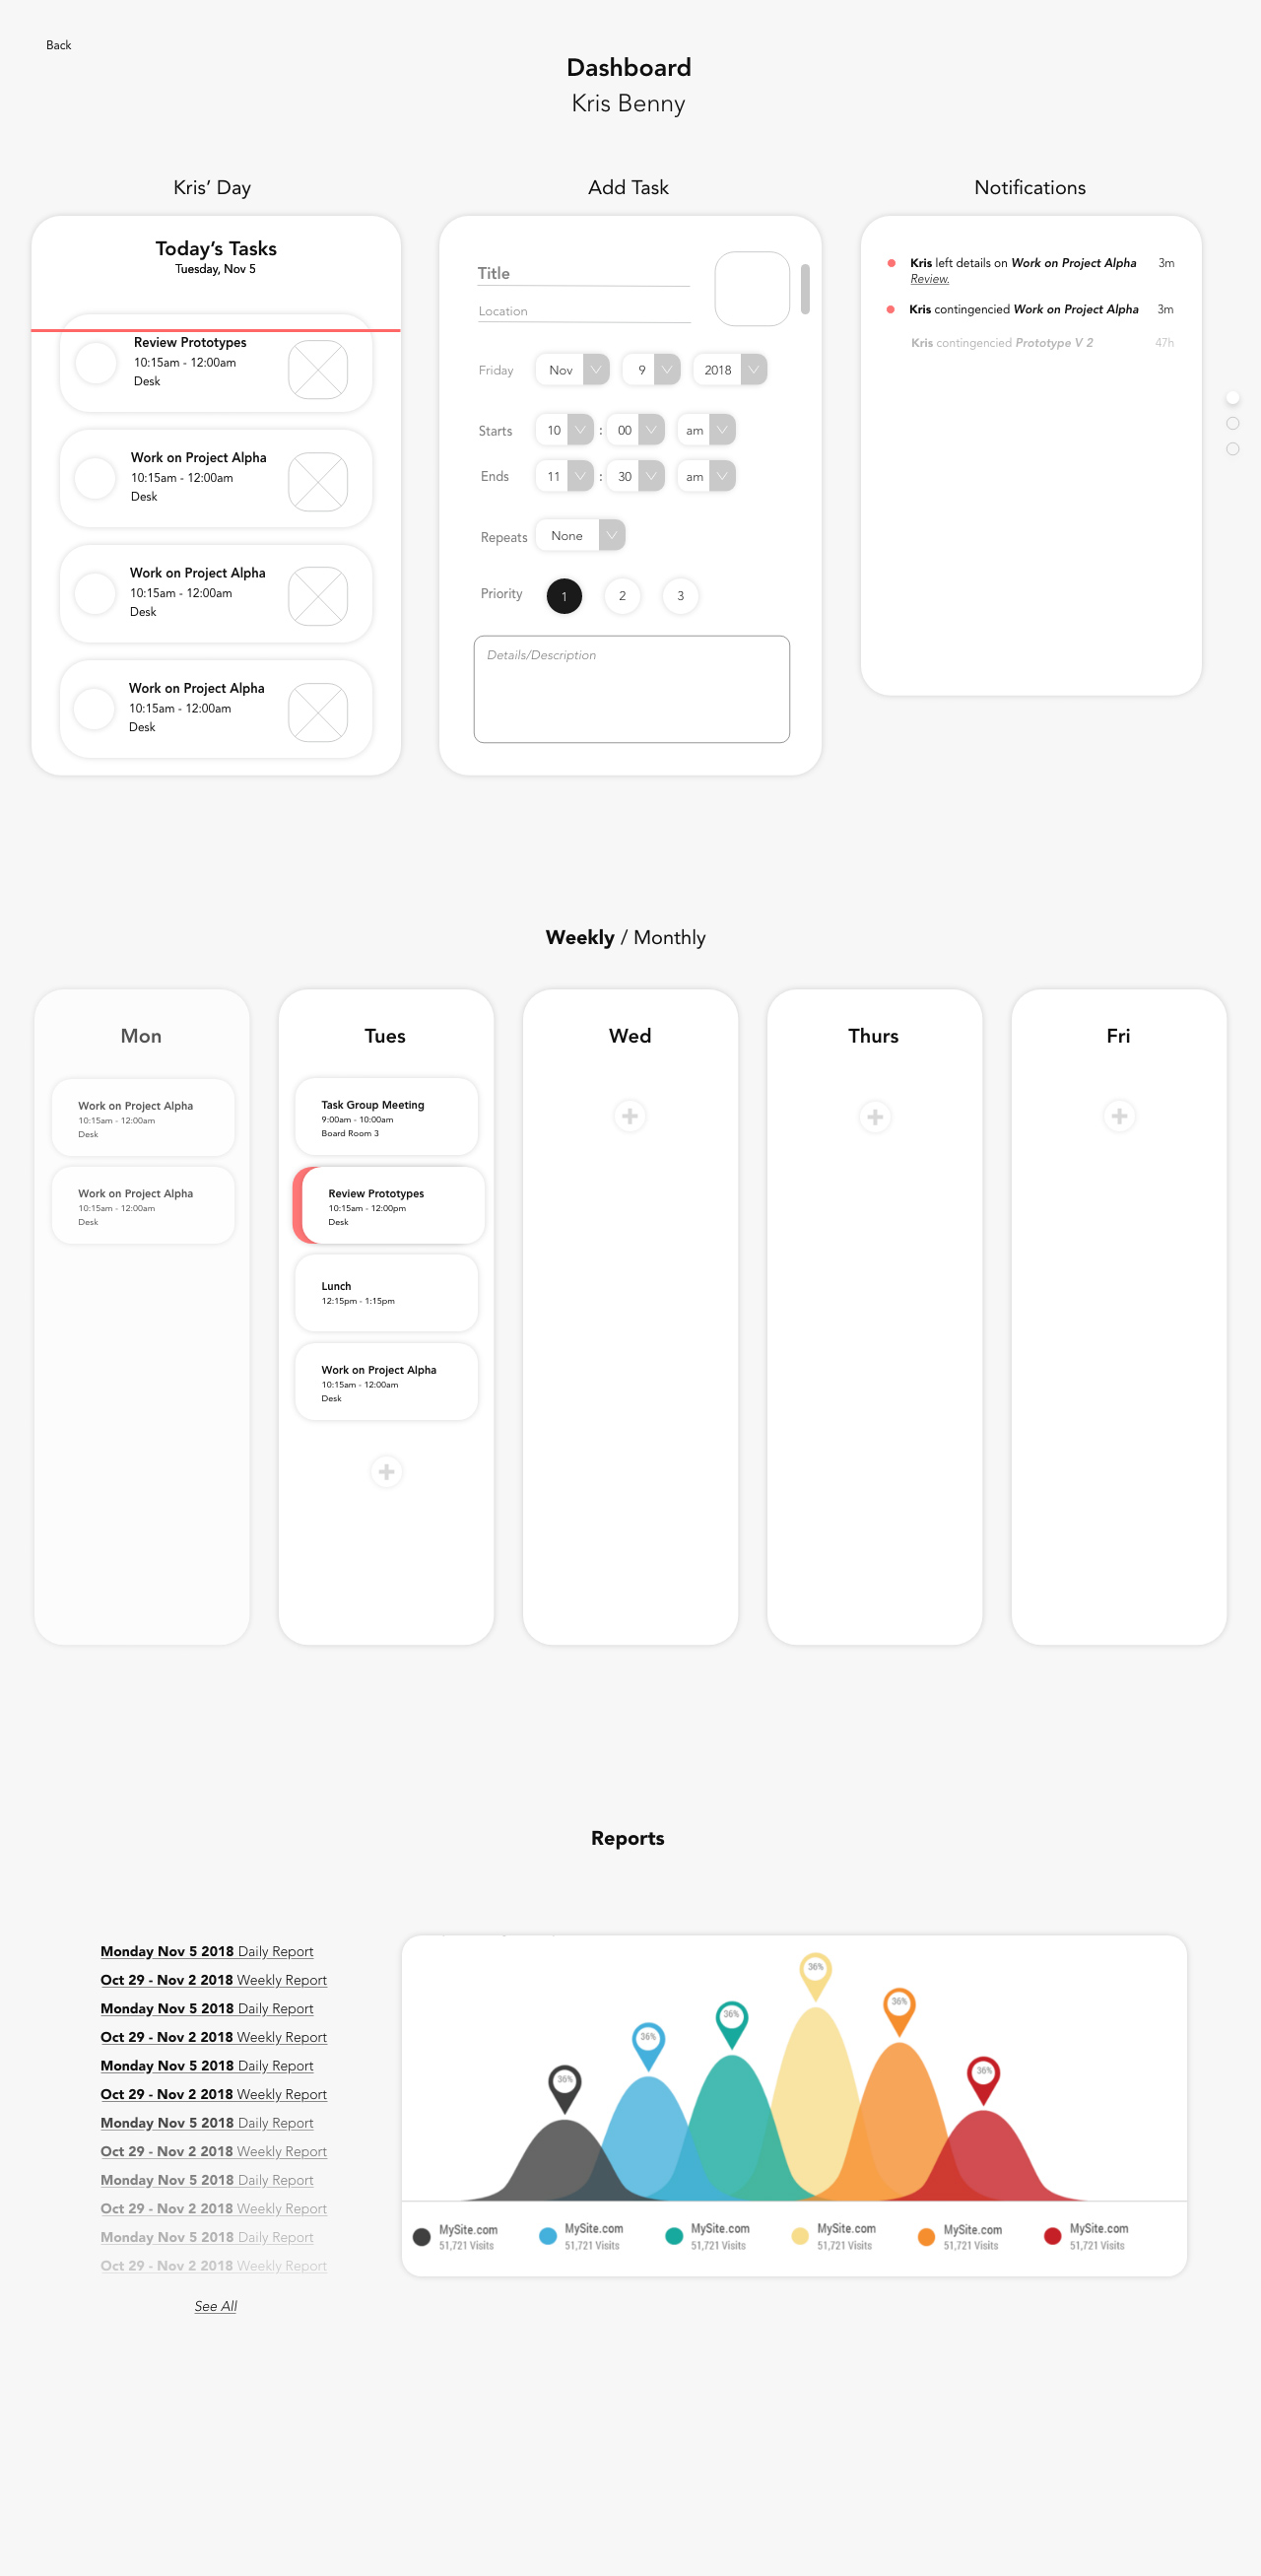 Back
Dashboard
Kris Benny
Kris’ Day
Today’s Tasks
Tuesday, Nov 5
Review Prototypes
10:15am - 12:00am
Desk
Work on Project Alpha
10:15am - 12:00am
Desk
Work on Project Alpha
10:15am - 12:00am
Desk
Work on Project Alpha
10:15am - 12:00am
Desk
Add Task
Title
Location
Friday Nov 9 2018
Starts 10 : 00 am
Ends 11 : 30 am
Repeats None
Priority 1 2 3
Details/Description
Notifications
Kris left details on Work on Project Alpha 3m
Review.
Kris contingencied Work on Project Alpha 3m
Kris contingencied Prototype V 2 47h
Weekly / Monthly
Mon
Work on Project Alpha
10:15am - 12:00am
Desk
Work on Project Alpha
10:15am - 12:00am
Desk
Tues
Task Group Meeting
9:00am - 10:00am
Board Room 3
Review Prototypes
10:15am - 12:00pm
Desk
Lunch
12:15pm - 1:15pm
Work on Project Alpha
10:15am - 12:00am
Desk
Wed
Thurs
Fri
Reports
Monday Nov 5 2018 Daily Report
Oct 29 - Nov 2 2018 Weekly Report
Monday Nov 5 2018 Daily Report
Oct 29 - Nov 2 2018 Weekly Report
Monday Nov 5 2018 Daily Report
Oct 29 - Nov 2 2018 Weekly Report
Monday Nov 5 2018 Daily Report
Oct 29 - Nov 2 2018 Weekly Report
Monday Nov 5 2018 Daily Report
Oct 29 - Nov 2 2018 Weekly Report
Monday Nov 5 2018 Daily Report
Oct 29 - Nov 2 2018 Weekly Report
See All
36%
36%
36%
36%
36%
36%
MySite.com
51,721 Visits
MySite.com
51,721 Visits
MySite.com
51,721 Visits
MySite.com
51,721 Visits
MySite.com
51,721 Visits
MySite.com
51,721 Visits